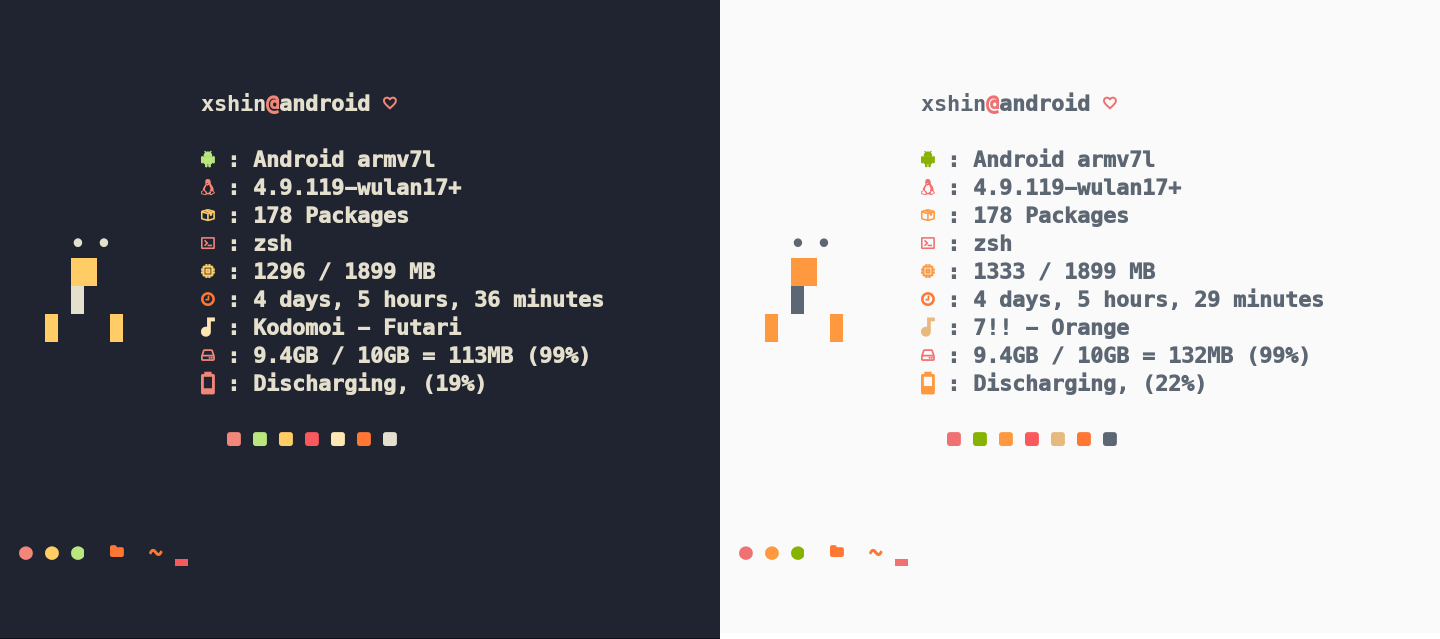 xshin@android
: Android armv7l
: 4.9.119-wulan17+
: 178 Packages
: zsh
: 1296 / 1899 MB
: 4 days, 5 hours, 36 minutes
: Kodomoi - Futari
: 9.4GB / 10GB = 113MB (99%)
: Discharging, (19%)
~ _
xshin@android
: Android armv7l
: 4.9.119-wulan17+
: 178 Packages
: zsh
: 1333 / 1899 MB
: 4 days, 5 hours, 29 minutes
: 7!! - Orange
: 9.4GB / 10GB = 132MB (99%)
: Discharging, (22%)
~ _